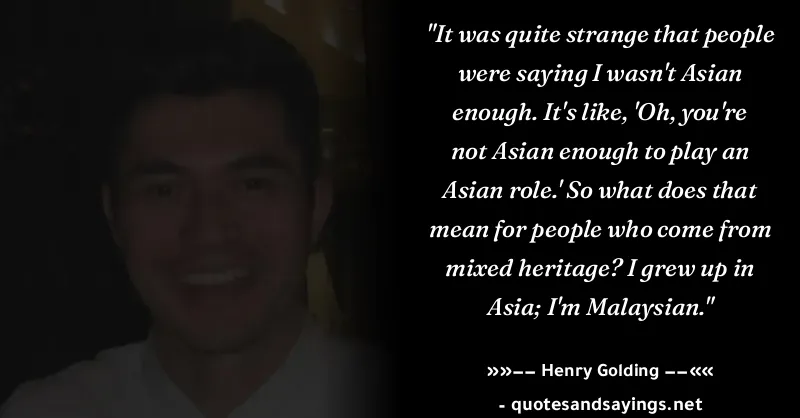 "It was quite strange that people
were saying I wasn't Asian
enough. It's like, 'Oh, you're
not Asian enough to play an
Asian role.' So what does that
mean for people who come from
mixed heritage? I grew up in
Asia; I'm Malaysian."
»»–– Henry Golding ––««
- quotesandsayings.net